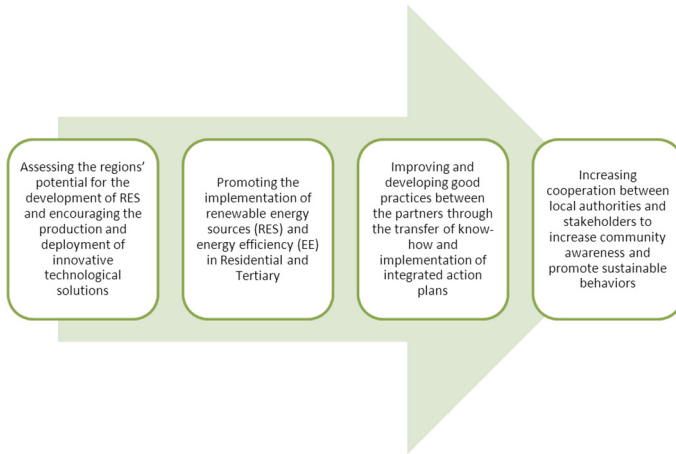 Assessing the regions'
potential for the
development of RES
and encouraging the
production and
deployment of
innovative
technological
solutions
Promoting the
implementation of
renewable energy
sources (RES) and
energy efficiency (EE)
in Residential and
Tertiary
Improving and
developing good
practices between
the partners through
the transfer of know-
how and
implementation of
integrated action
plans
Increasing
cooperation between
local authorities and
stakeholders to
increase community
awareness and
promote sustainable
behaviors